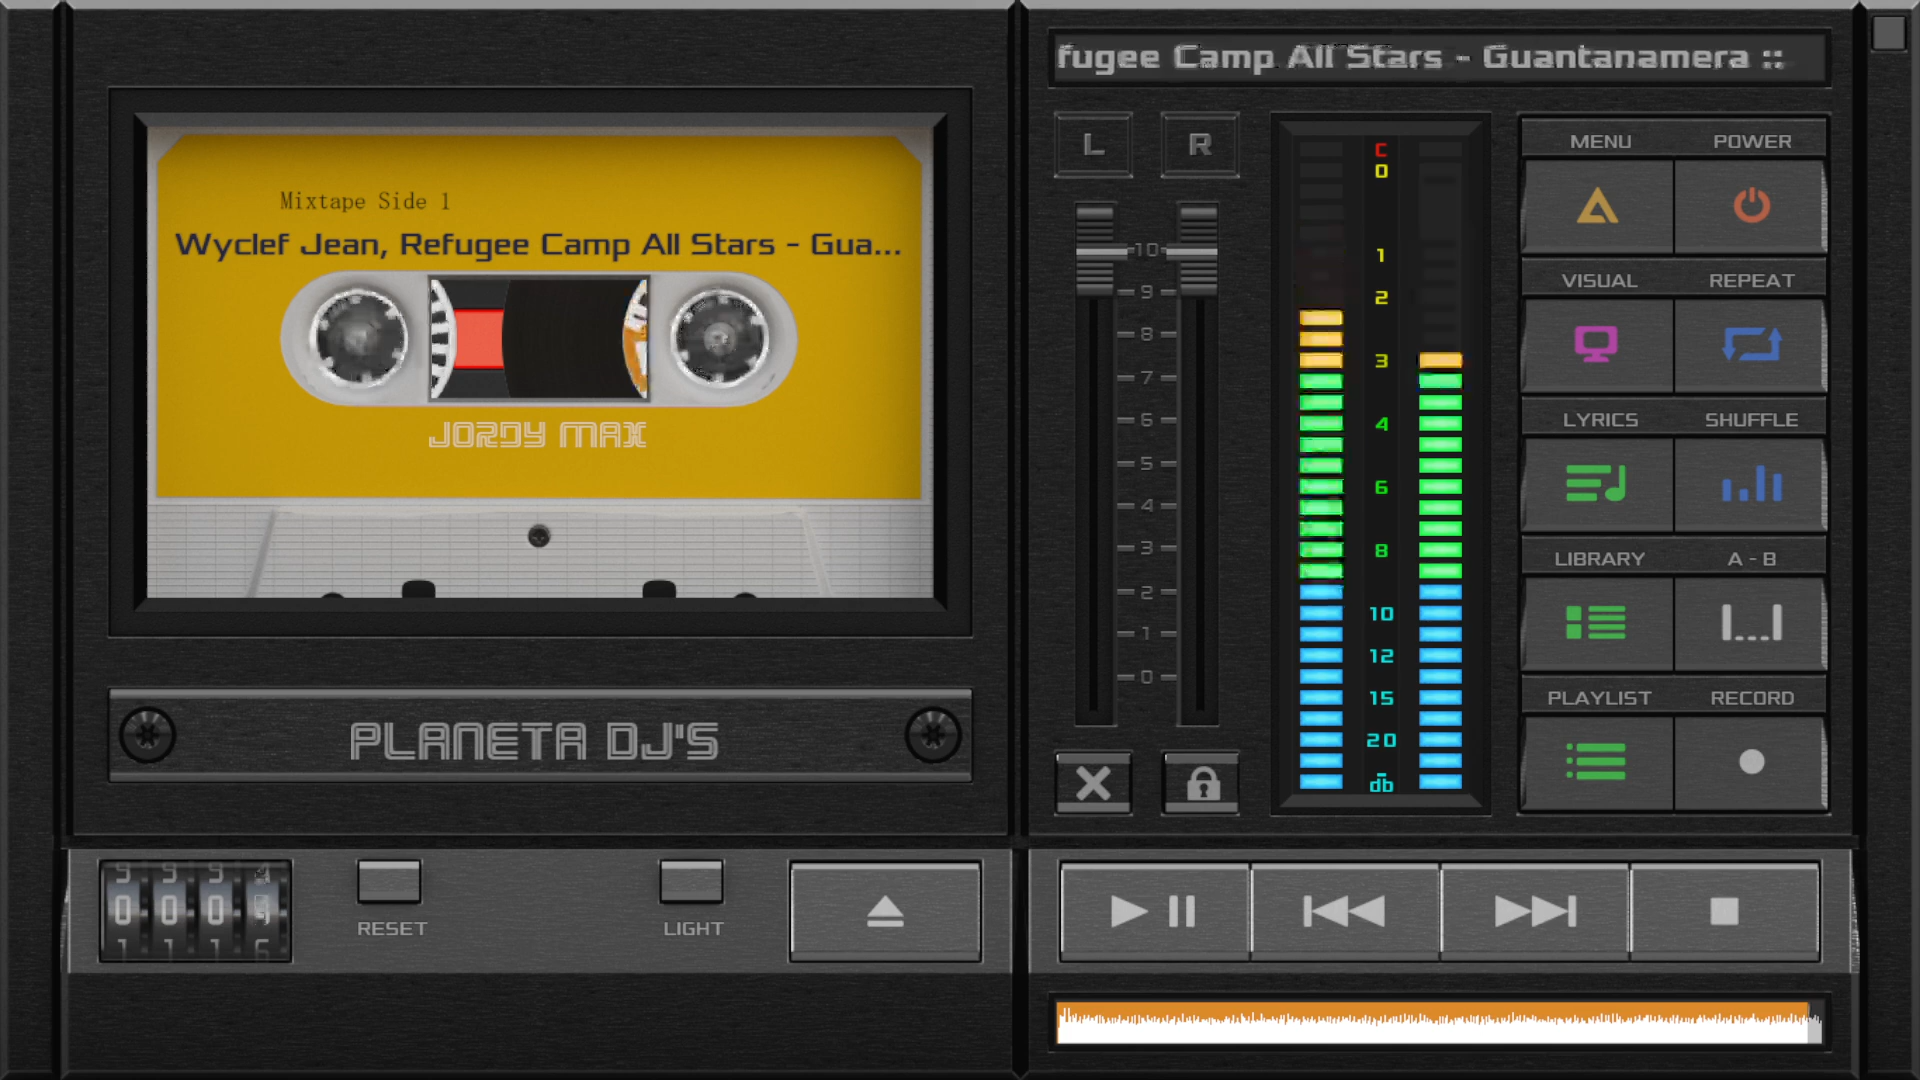 fugee Camp All Stars - Guantanamera ::
Mixtape Side 1
Wyclef Jean, Refugee Camp All Stars - Gua...
JORDY MAX
PLANETA DJ'S
L R
10
9
8
7
6
5
4
3
2
1
0
C
0
1
2
3
4
6
8
10
12
15
20
db
MENU POWER
VISUAL REPEAT
LYRICS SHUFFLE
LIBRARY A - B
PLAYLIST RECORD
0 0 0
RESET
LIGHT